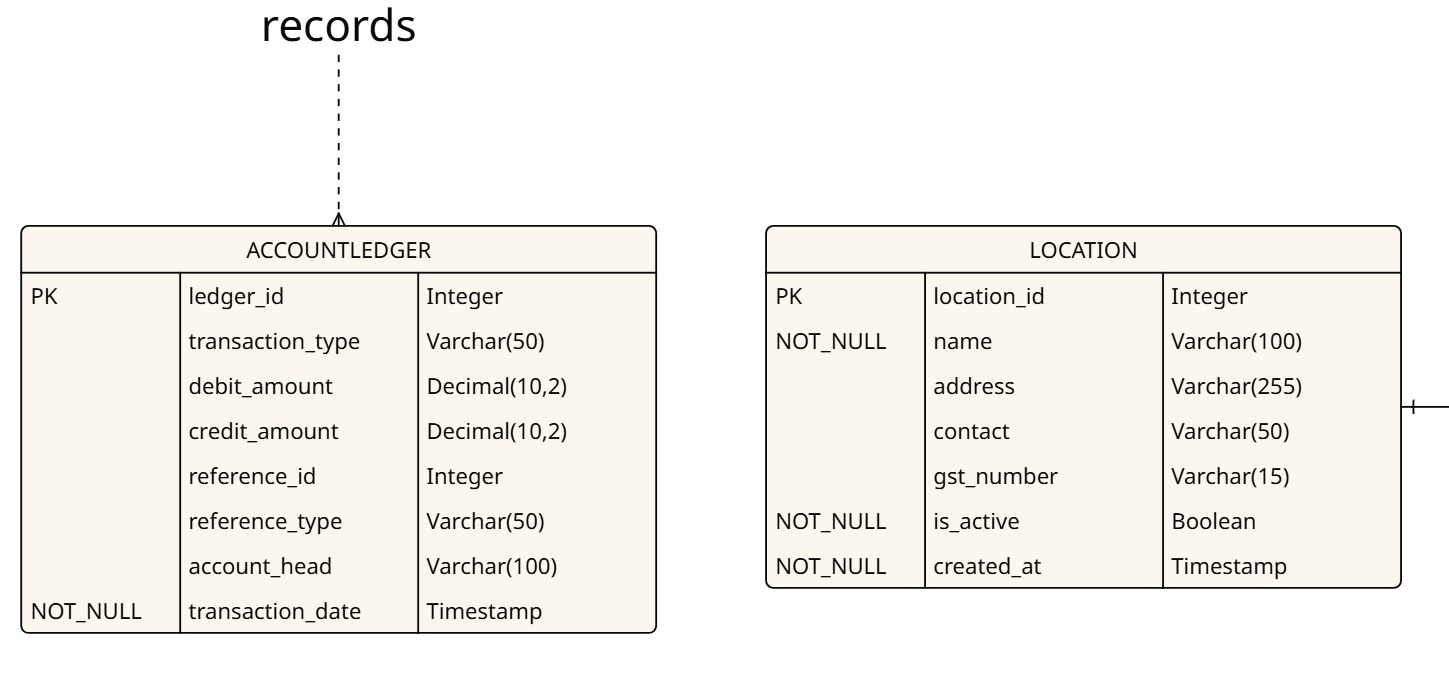 records
ACCOUNTLEDGER
PK ledger_id Integer
transaction_type Varchar(50)
debit_amount Decimal(10,2)
credit_amount Decimal(10,2)
reference_id Integer
reference_type Varchar(50)
account_head Varchar(100)
NOT_NULL transaction_date Timestamp
LOCATION
PK location_id Integer
NOT_NULL name Varchar(100)
address Varchar(255)
contact Varchar(50)
gst_number Varchar(15)
NOT_NULL is_active Boolean
NOT_NULL created_at Timestamp